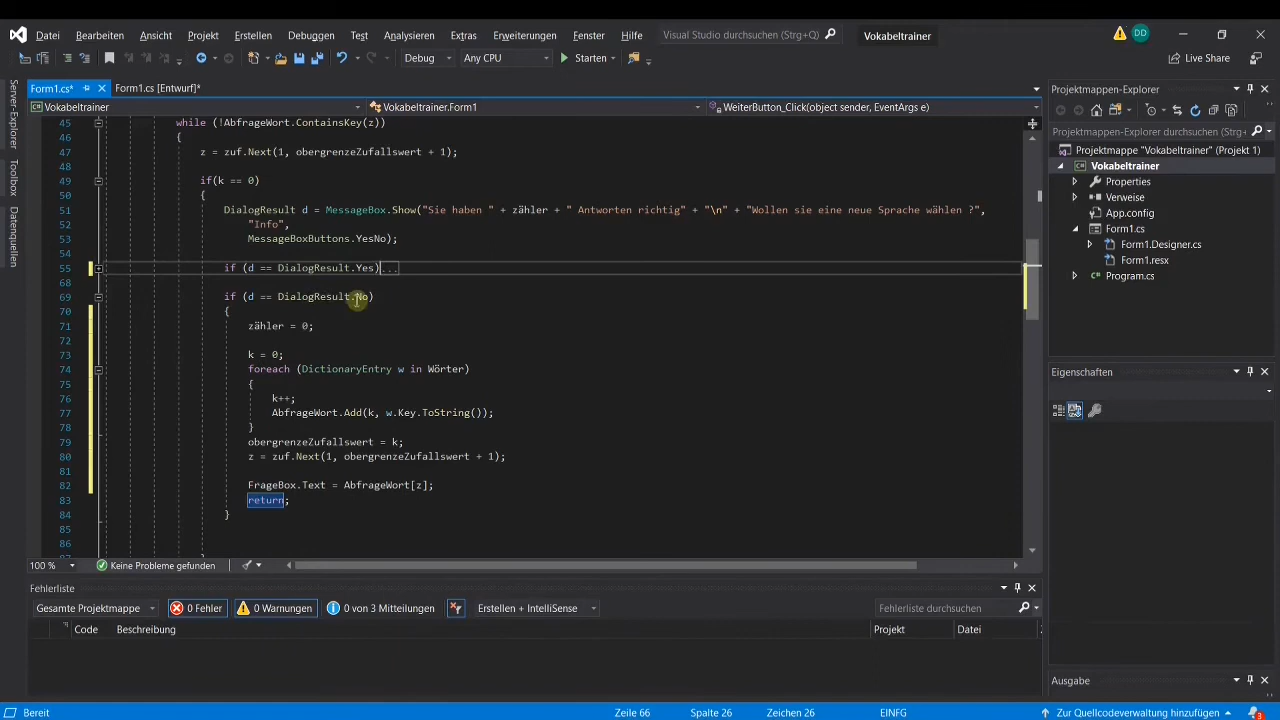 Datei Bearbeiten Ansicht Projekt Erstellen Debuggen Test Analysieren Extras Erweiterungen Fenster Hilfe Visual Studio durchsuchen (Strg+Q) Vokabeltrainer DD
Debug Any CPU Starten Live Share
Form1.cs* Form1.cs [Entwurf]*
Vokabeltrainer Vokabeltrainer.Form1 WeiterButton_Click(object sender, EventArgs e)
Server-Explorer
Toolbox
Datenquellen
45 while (!AbfrageWort.ContainsKey(z))
46 {
47 z = zuf.Next(1, obergrenzeZufallswert + 1);
48
49 if(k == 0)
50 {
51 DialogResult d = MessageBox.Show("Sie haben " + zähler + " Antworten richtig" + "\n" + "Wollen sie eine neue Sprache wählen ?",
52 "Info",
53 MessageBoxButtons.YesNo);
54
55 if (d == DialogResult.Yes)...
68
69 if (d == DialogResult.No)
70 {
71 zähler = 0;
72
73 k = 0;
74 foreach (DictionaryEntry w in Wörter)
75 {
76 k++;
77 AbfrageWort.Add(k, w.Key.ToString());
78 }
79 obergrenzeZufallswert = k;
80 z = zuf.Next(1, obergrenzeZufallswert + 1);
81
82 FrageBox.Text = AbfrageWort[z];
83 return;
84 }
85
86
100 % Keine Probleme gefunden
Fehlerliste
Gesamte Projektmappe 0 Fehler 0 Warnungen 0 von 3 Mitteilungen Erstellen + IntelliSense Fehlerliste durchsuchen
Code Beschreibung Projekt Datei
Projektmappen-Explorer
Projektmappen-Explorer durchsuchen (Strg+
Projektmappe "Vokabeltrainer" (Projekt 1)
Vokabeltrainer
Properties
Verweise
App.config
Form1.cs
Form1.Designer.cs
Form1.resx
Program.cs
Eigenschaften
Ausgabe
Bereit Zeile 66 Spalte 26 Zeichen 26 EINFG Zur Quellcodeverwaltung hinzufügen